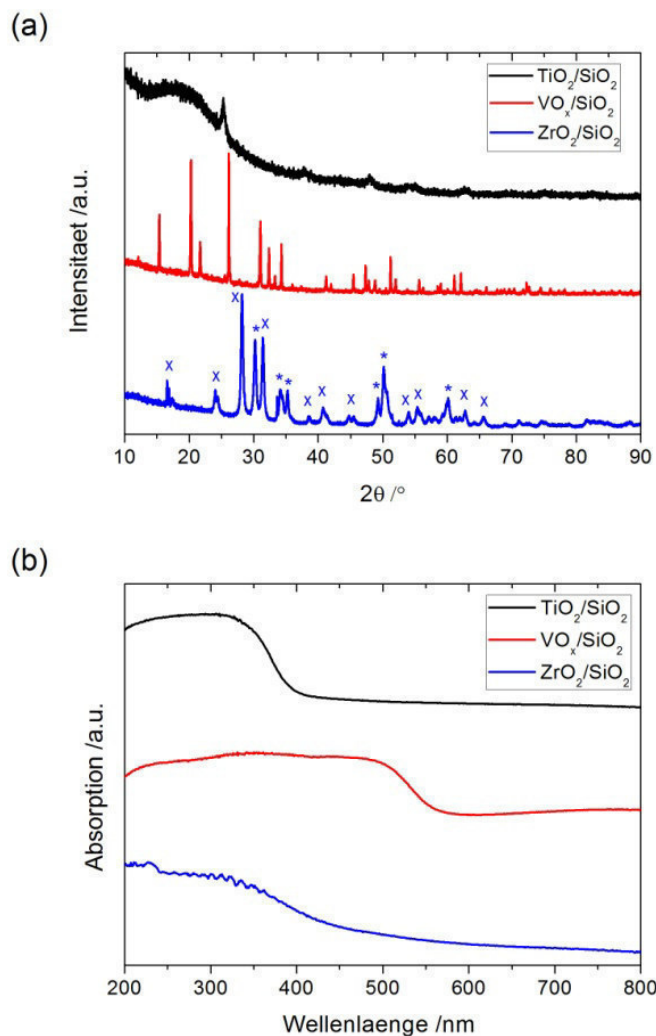 (a)
TiO₂/SiO₂
VOₓ/SiO₂
ZrO₂/SiO₂
Intensitaet /a.u.
x x x * x * * x x x * * x x * x x
10 20 30 40 50 60 70 80 90
2θ /°
(b)
TiO₂/SiO₂
VOₓ/SiO₂
ZrO₂/SiO₂
Absorption /a.u.
200 300 400 500 600 700 800
Wellenlaenge /nm